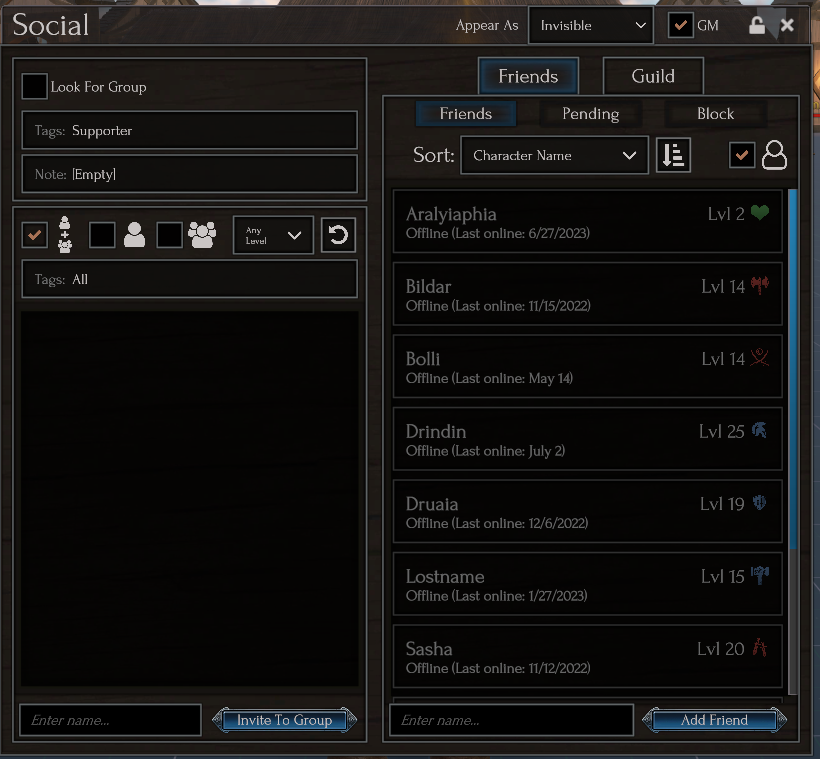 Social
Appear As
Invisible
GM
Look For Group
Tags: Supporter
Note: [Empty]
Any
Level
Tags: All
Enter name...
Invite To Group
Friends
Guild
Friends
Pending
Block
Sort:
Character Name
Aralyiaphia
Lvl 2
Offline (Last online: 6/27/2023)
Bildar
Lvl 14
Offline (Last online: 11/15/2022)
Bolli
Lvl 14
Offline (Last online: May 14)
Drindin
Lvl 25
Offline (Last online: July 2)
Druaia
Lvl 19
Offline (Last online: 12/6/2022)
Lostname
Lvl 15
Offline (Last online: 1/27/2023)
Sasha
Lvl 20
Offline (Last online: 11/12/2022)
Enter name...
Add Friend